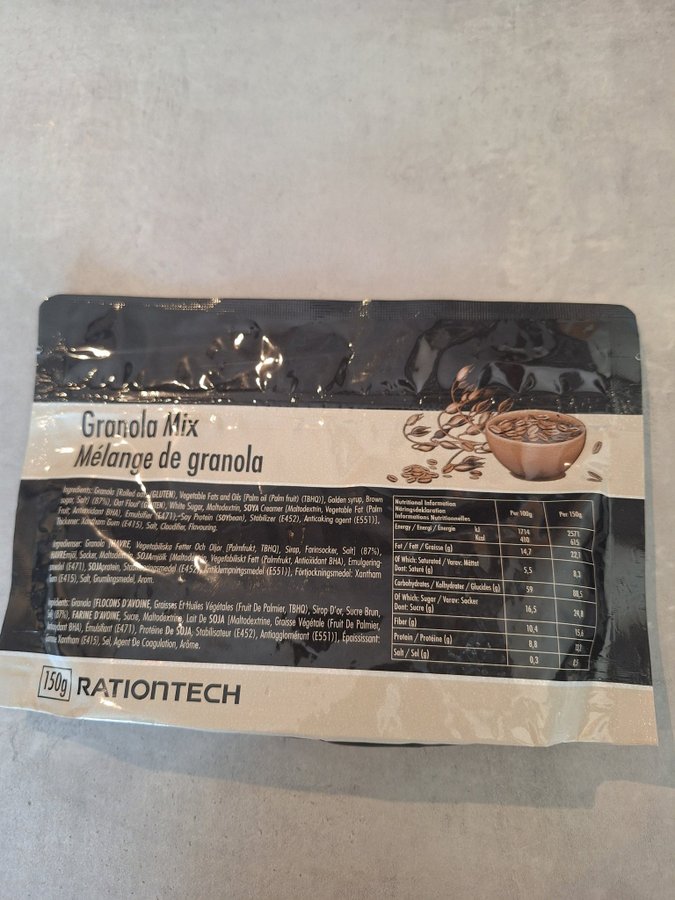 Granola Mix
Mélange de granola
Ingredients: Granola [Rolled oats (GLUTEN), Vegetable Fats and Oils [Palm oil (Palm fruit) (TBHQ)], Golden syrup, Brown
sugar, Salt] (87%), Oat Flour (GLUTEN), White Sugar, Maltodextrin, SOYA Creamer [Maltodextrin, Vegetable Fat (Palm
Fruit, Antioxidant BHA), Emulsifier (E471), Soy Protein (SOYbean), Stabilizer (E452), Anticaking agent (E551)],
Thickener: Xantham Gum (E415), Salt, Cloudifier, Flavouring.
Ingredienser: Granola [HAVRE, Vegetabiliska Fetter Och Oljor (Palmfrukt, TBHQ), Sirap, Farinsocker, Salt] (87%),
HAVREmjöl, Socker, Maltodextrin, SOJAmjölk [Maltodextrin, Vegetabiliskt Fett (Palmfrukt, Antioxidant BHA), Emulgering-
smedel (E471), SOJAprotein, Stabiliseringsmedel (E452), Antiklumpningsmedel (E551)], Förtjockningsmedel: Xantham
Gum (E415), Salt, Grumlingsmedel, Arom.
Ingrédients: Granola [FLOCONS D'AVOINE, Graisses Et Huiles Végétales (Fruit De Palmier, TBHQ), Sirop D'or, Sucre Brun,
Sel (87%), FARINE D'AVOINE, Sucre, Maltodextrine, Lait De SOJA [Maltodextrine, Graisse Végétale (Fruit De Palmier,
BHA), Émulsifiant (E471), Protéine De SOJA, Stabilisateur (E452), Antiagglomérant (E551)], Épaississant:
Gomme Xantham (E415), Sel, Agent De Coagulation, Arôme.
Nutritional Information
Näringsdeklaration
Informations Nutritionnelles
Per 100g Per 150g
Energy / Energi / Énergie kJ 1714 2571
Kcal 410 615
Fat / Fett / Graisse (g) 14,7 22,1
Of Which: Saturated / Varav: Mättat
Dont: Saturé (g) 5,5 8,3
Carbohydrates / Kolhydrater / Glucides (g) 59 88,5
Of Which: Sugar / Varav: Socker
Dont: Sucre (g) 16,5 24,8
Fiber (g) 10,4 15,6
Protein / Protéine (g) 8,8
Salt / Sel (g) 0,3
150g RATIONTECH